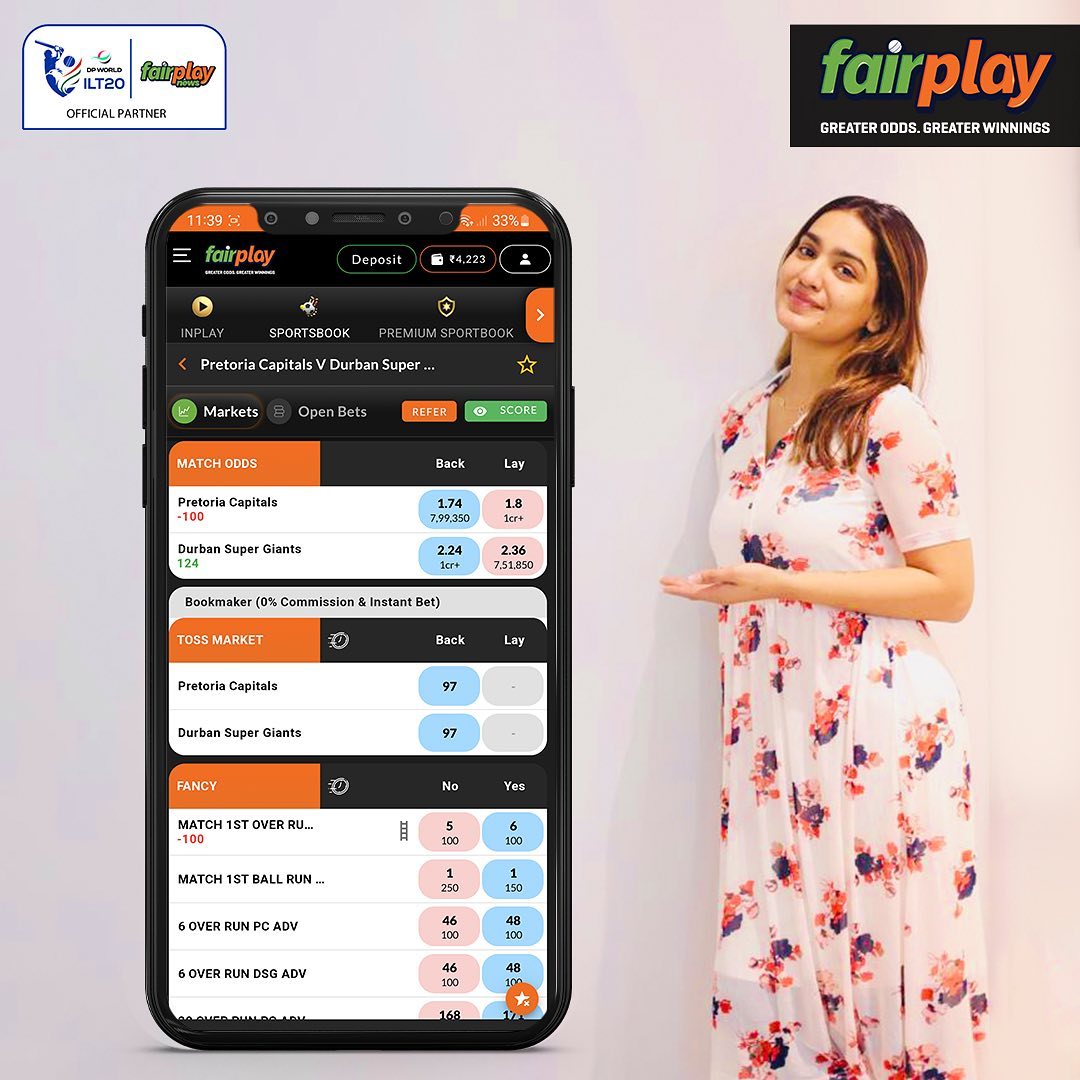 DP WORLD
ILT20
fairplay
news
OFFICIAL PARTNER
fairplay
GREATER ODDS. GREATER WINNINGS
11:39
33%
fairplay
GREATER ODDS. GREATER WINNINGS
Deposit
₹4,223
INPLAY SPORTSBOOK PREMIUM SPORTBOOK
Pretoria Capitals V Durban Super ...
Markets Open Bets REFER SCORE
MATCH ODDS Back Lay
Pretoria Capitals 1.74 1.8
-100 7,99,350 1cr+
Durban Super Giants 2.24 2.36
124 1cr+ 7,51,850
Bookmaker (0% Commission & Instant Bet)
TOSS MARKET Back Lay
Pretoria Capitals 97 -
Durban Super Giants 97 -
FANCY No Yes
MATCH 1ST OVER RU... 5 6
-100 100 100
MATCH 1ST BALL RUN ... 1 1
250 150
6 OVER RUN PC ADV 46 48
100 100
6 OVER RUN DSG ADV 46 48
100 100
168